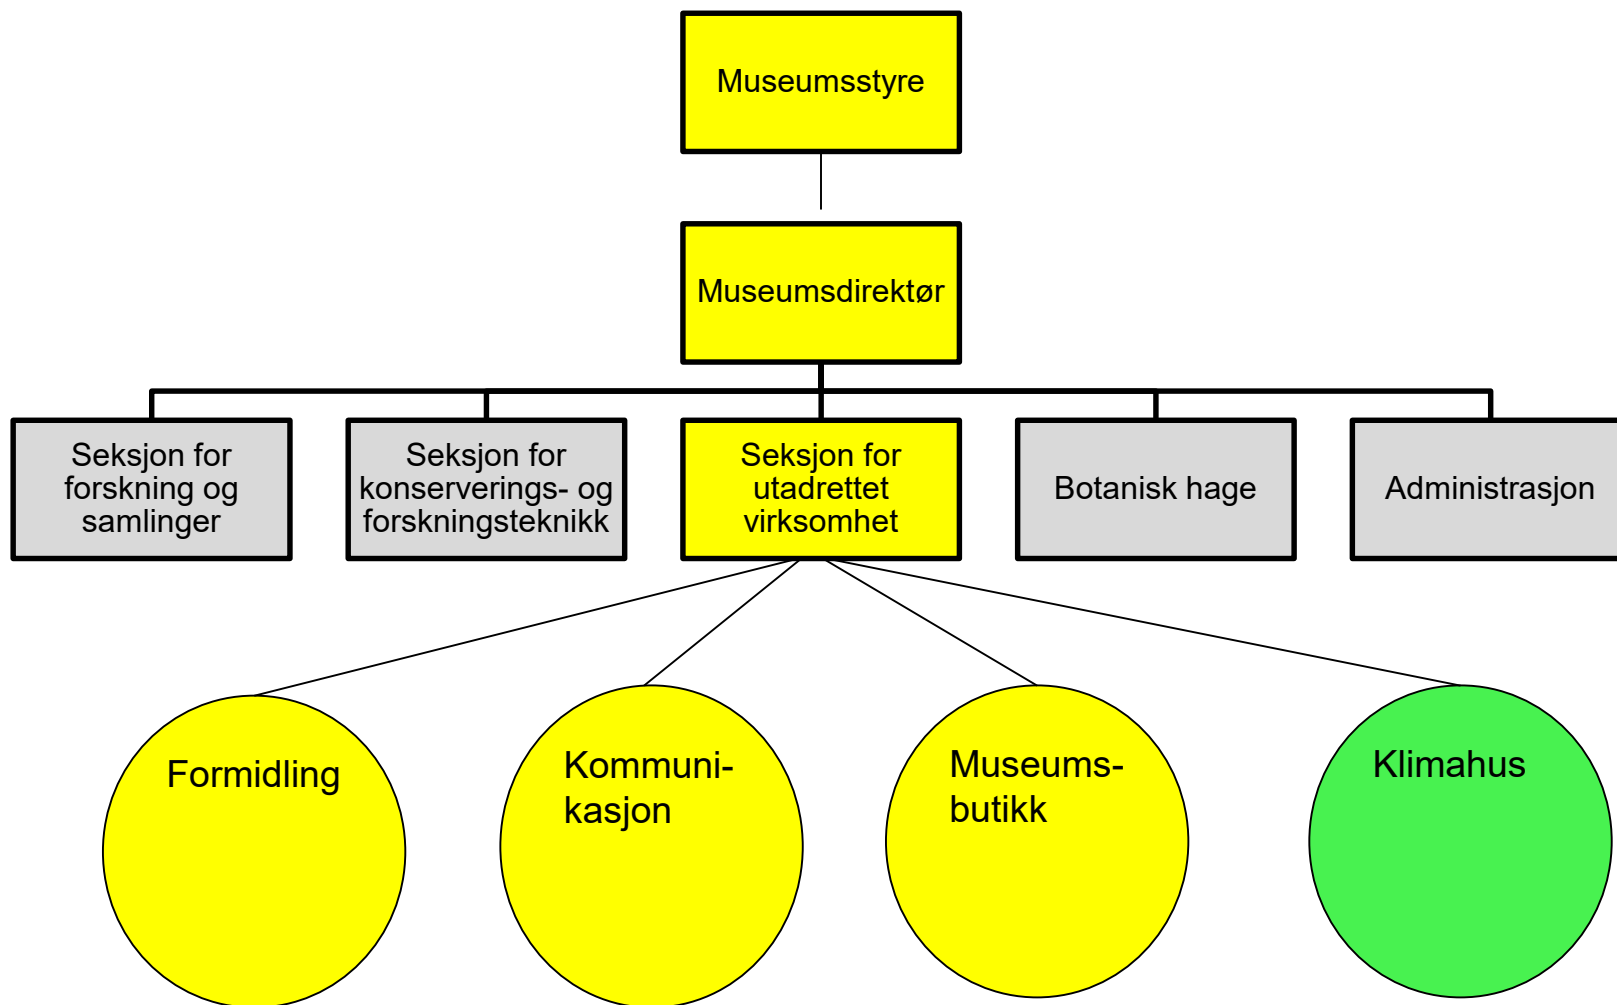 Museumsstyre
Museumsdirektør
Seksjon for
forskning og
samlinger
Seksjon for
konserverings- og
forskningsteknikk
Seksjon for
utadrettet
virksomhet
Botanisk hage
Administrasjon
Formidling
Kommuni-
kasjon
Museums-
butikk
Klimahus